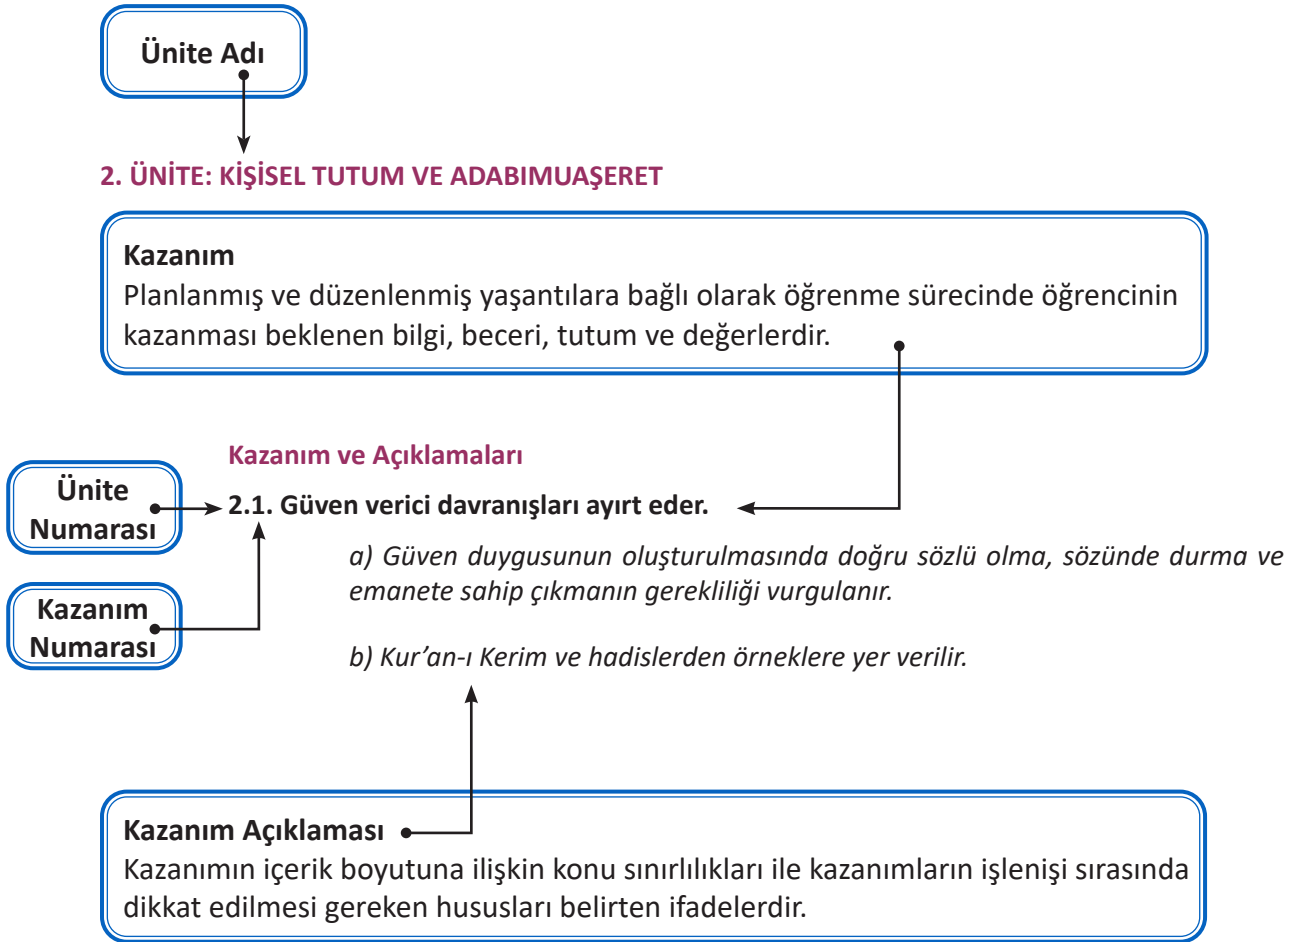 Ünite Adı
2. ÜNİTE: KİŞİSEL TUTUM VE ADABIMUAŞERET
Kazanım
Planlanmış ve düzenlenmiş yaşantılara bağlı olarak öğrenme sürecinde öğrencinin
kazanması beklenen bilgi, beceri, tutum ve değerlerdir.
Kazanım ve Açıklamaları
Ünite
Numarası
2.1. Güven verici davranışları ayırt eder.
a) Güven duygusunun oluşturulmasında doğru sözlü olma, sözünde durma ve
emanete sahip çıkmanın gerekliliği vurgulanır.
Kazanım
Numarası
b) Kur'an-ı Kerim ve hadislerden örneklere yer verilir.
Kazanım Açıklaması
Kazanımın içerik boyutuna ilişkin konu sınırlılıkları ile kazanımların işlenişi sırasında
dikkat edilmesi gereken hususları belirten ifadelerdir.